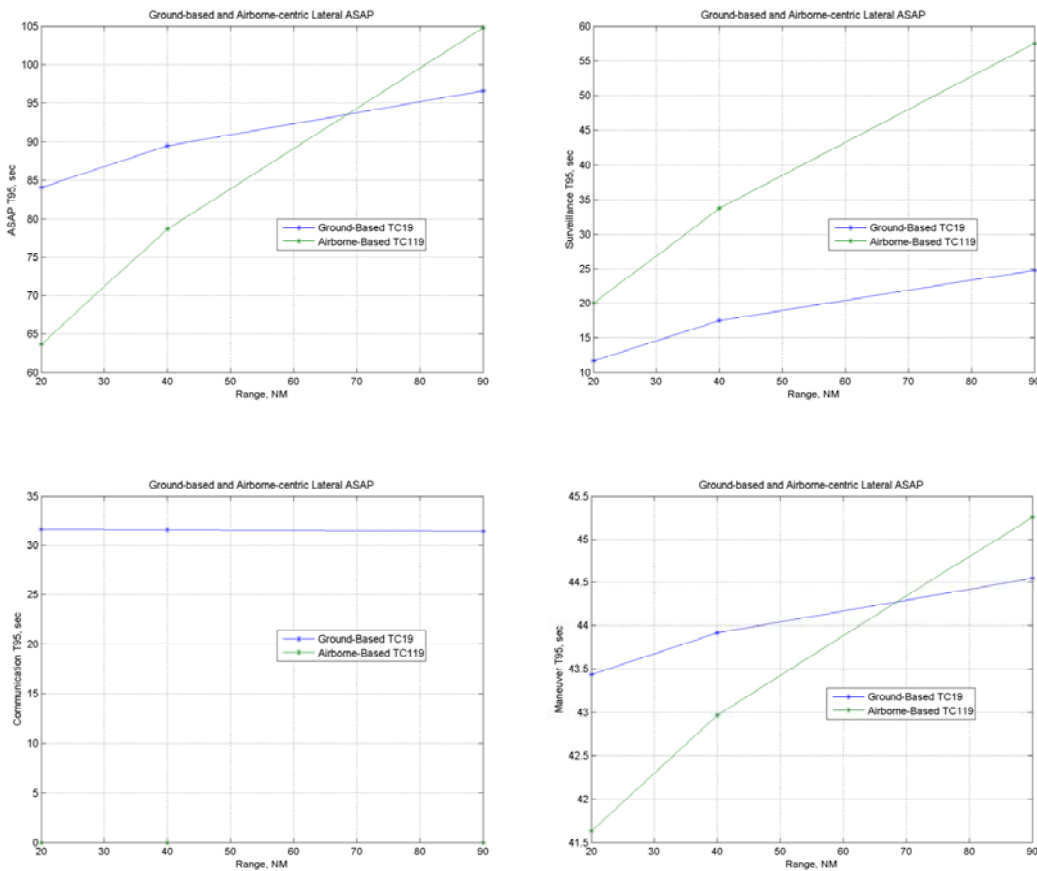 Ground-based and Airborne-centric Lateral ASAP
105
100
95
90
85
80
75
70
65
60
ASAP T95, sec
Ground-Based TC19
Airborne-Based TC119
20 30 40 50 60 70 80 90
Range, NM
Ground-based and Airborne-centric Lateral ASAP
60
55
50
45
40
35
30
25
20
15
10
Surveillance T95, sec
Ground-Based TC19
Airborne-Based TC119
20 30 40 50 60 70 80 90
Range, NM
Ground-based and Airborne-centric Lateral ASAP
35
30
25
20
15
10
5
0
Communication T95, sec
Ground-Based TC19
Airborne-Based TC119
20 30 40 50 60 70 80 90
Range, NM
Ground-based and Airborne-centric Lateral ASAP
45.5
45
44.5
44
43.5
43
42.5
42
41.5
Maneuver T95, sec
Ground-Based TC19
Airborne-Based TC119
20 30 40 50 60 70 80 90
Range, NM